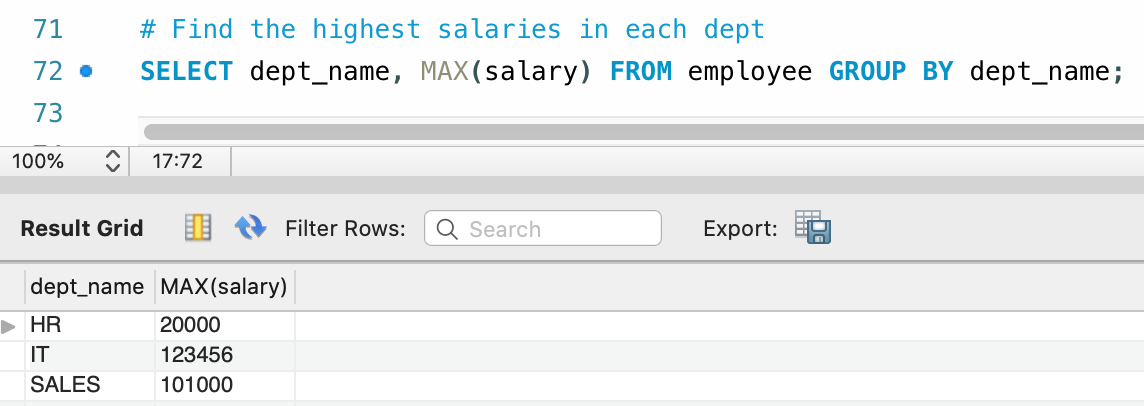 71 # Find the highest salaries in each dept
72 SELECT dept_name, MAX(salary) FROM employee GROUP BY dept_name;
73
100% 17:72
Result Grid Filter Rows: Search Export:
dept_name MAX(salary)
HR 20000
IT 123456
SALES 101000